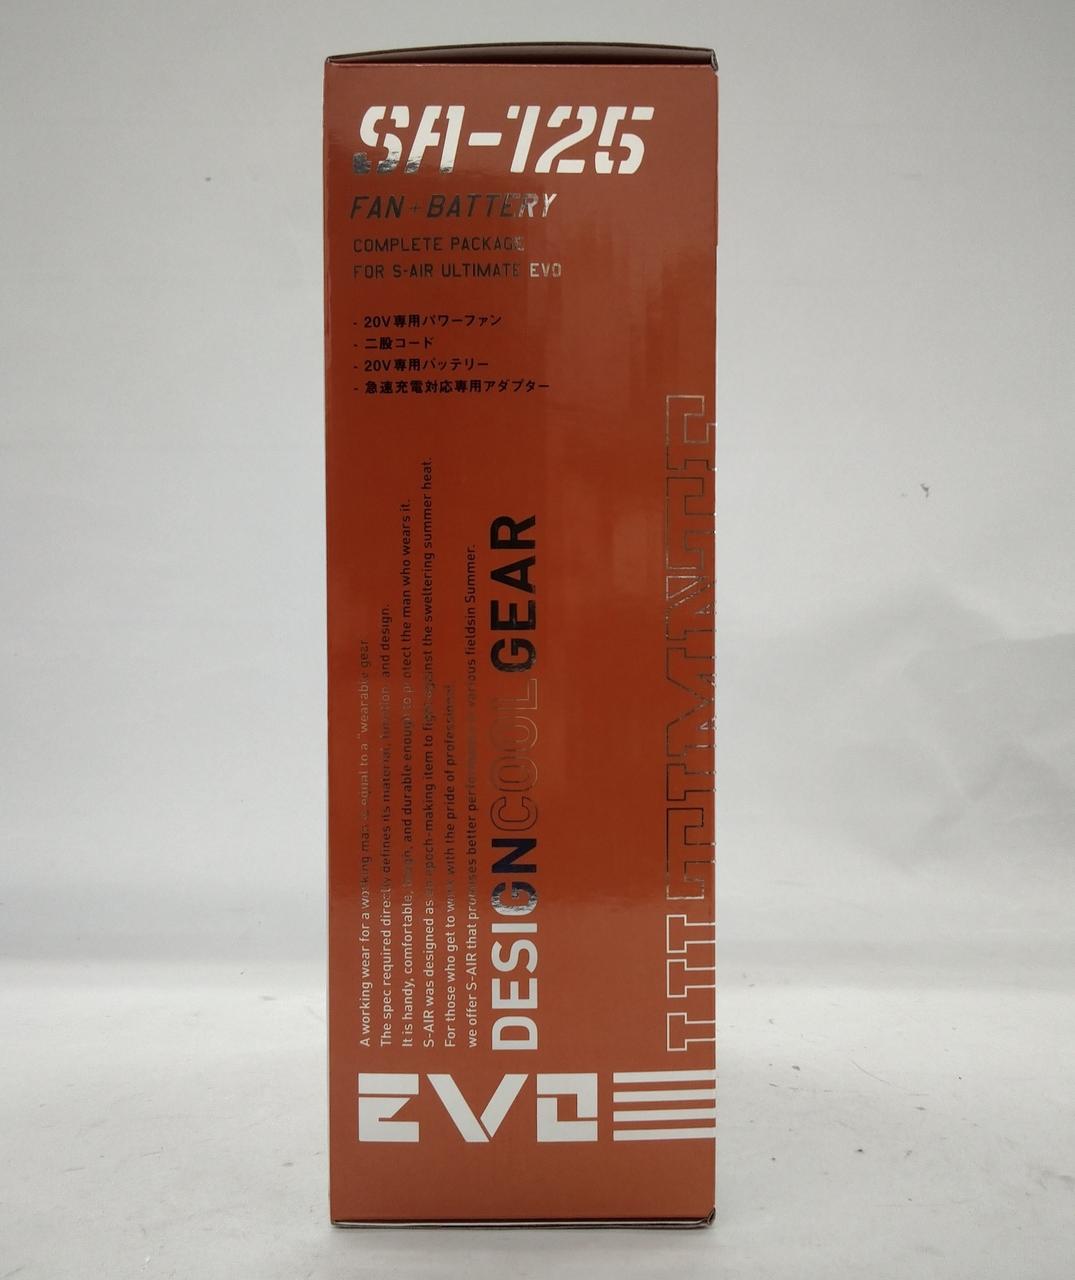 SA-125
FAN+BATTERY
COMPLETE PACKAGE
FOR S-AIR ULTIMATE EVO
- 20V専用パワーファン
- 二股コード
- 20V専用バッテリー
- 急速充電対応専用アダプター
A working wear for a working man is equal to a "wearable gear
The spec required directly defines its material, function, and design.
It is handy, comfortable, tough, and durable enough to protect the man who wears it.
S-AIR was designed as an epoch-making item to fight against the sweltering summer heat.
For those who get to work with the pride of professional,
we offer S-AIR that promises better performance various fieldsin Summer.
DESIGNCOOLGEAR
EVO